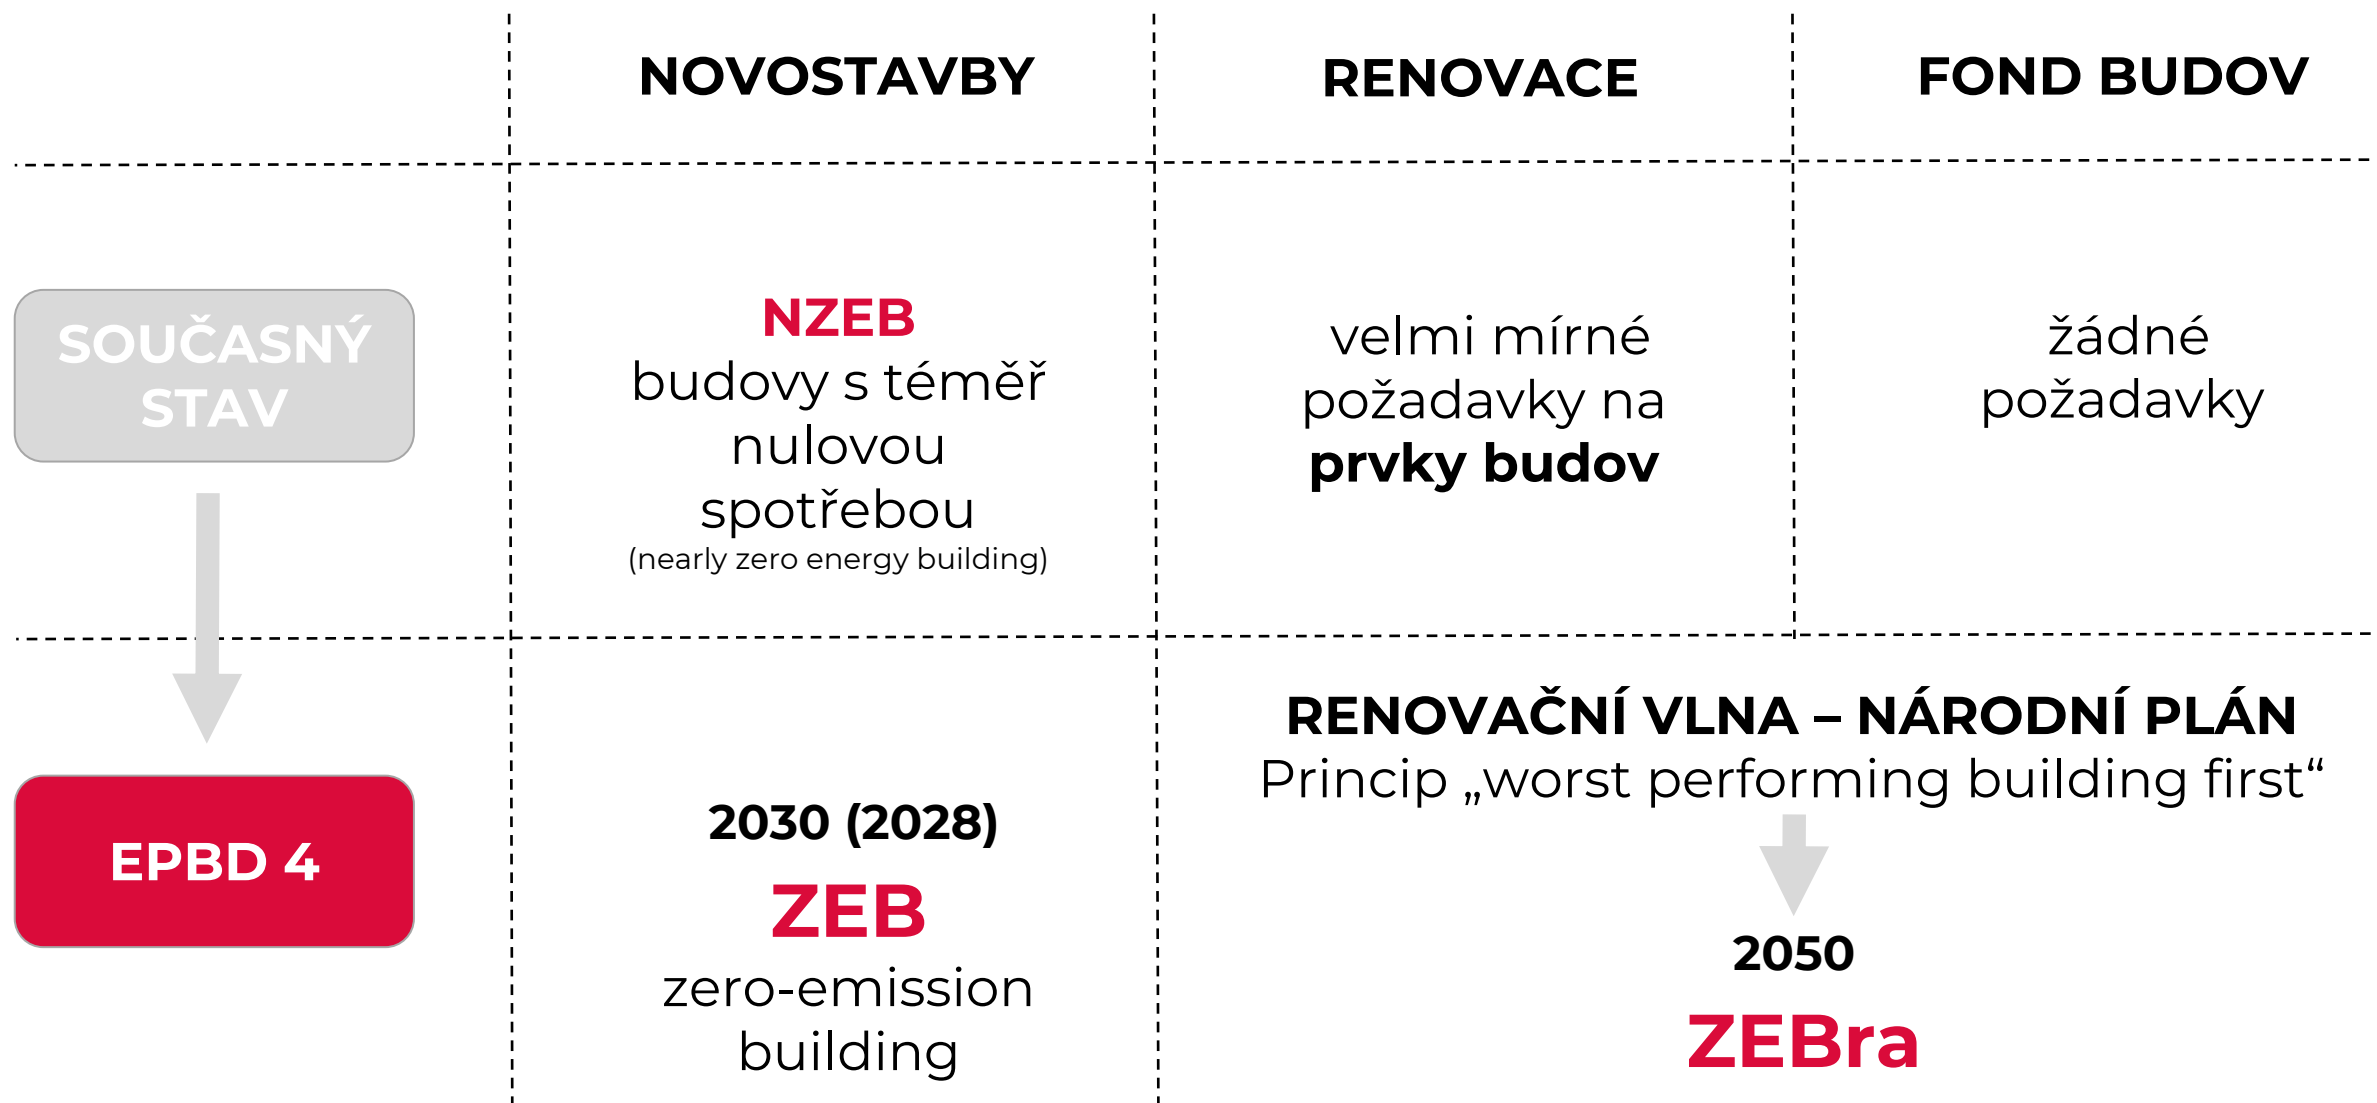 NOVOSTAVBY
RENOVACE
FOND BUDOV
SOUČASNÝ
STAV
NZEB
budovy s téměř
nulovou
spotřebou
(nearly zero energy building)
velmi mírné
požadavky na
prvky budov
žádné
požadavky
EPBD 4
2030 (2028)
ZEB
zero-emission
building
RENOVAČNÍ VLNA – NÁRODNÍ PLÁN
Princip „worst performing building first“
2050
ZEBra